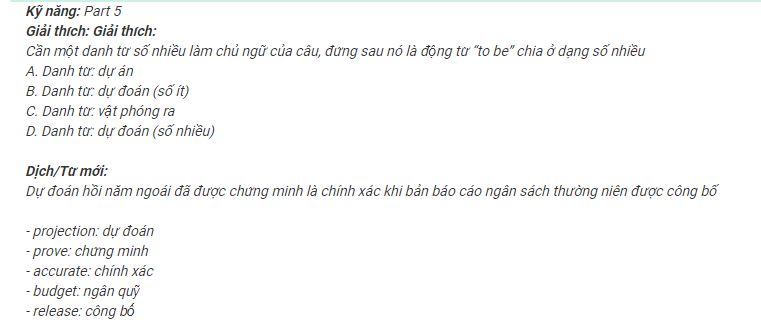 Kỹ năng: Part 5
Giải thích: Giải thích:
Cần một danh từ số nhiều làm chủ ngữ của câu, đứng sau nó là động từ “to be” chia ở dạng số nhiều
A. Danh từ: dự án
B. Danh từ: dự đoán (số ít)
C. Danh từ: vật phóng ra
D. Danh từ: dự đoán (số nhiều)
Dịch/Từ mới:
Dự đoán hồi năm ngoái đã được chứng minh là chính xác khi bản báo cáo ngân sách thường niên được công bố
- projection: dự đoán
- prove: chứng minh
- accurate: chính xác
- budget: ngân quỹ
- release: công bố